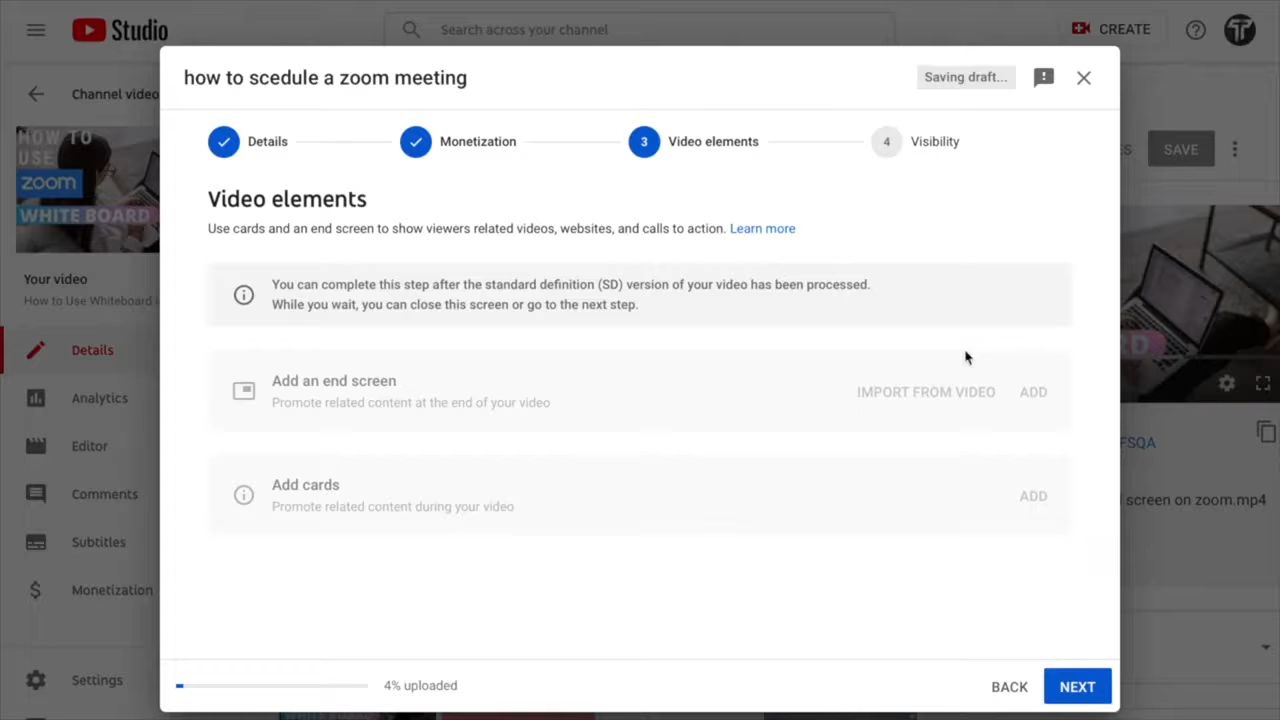 Studio
Search across your channel
CREATE
how to scedule a zoom meeting
Saving draft...
Channel video
Details
Monetization
3
Video elements
4
Visibility
SAVE
HOW TO
USE
zoom
WHITE BOARD
Video elements
Use cards and an end screen to show viewers related videos, websites, and calls to action. Learn more
You can complete this step after the standard definition (SD) version of your video has been processed.
While you wait, you can close this screen or go to the next step.
Your video
How to Use Whiteboard
Details
Add an end screen
Promote related content at the end of your video
IMPORT FROM VIDEO
ADD
Analytics
Editor
FSQA
Comments
Add cards
Promote related content during your video
ADD
screen on zoom.mp4
Subtitles
Monetization
Settings
4% uploaded
BACK
NEXT